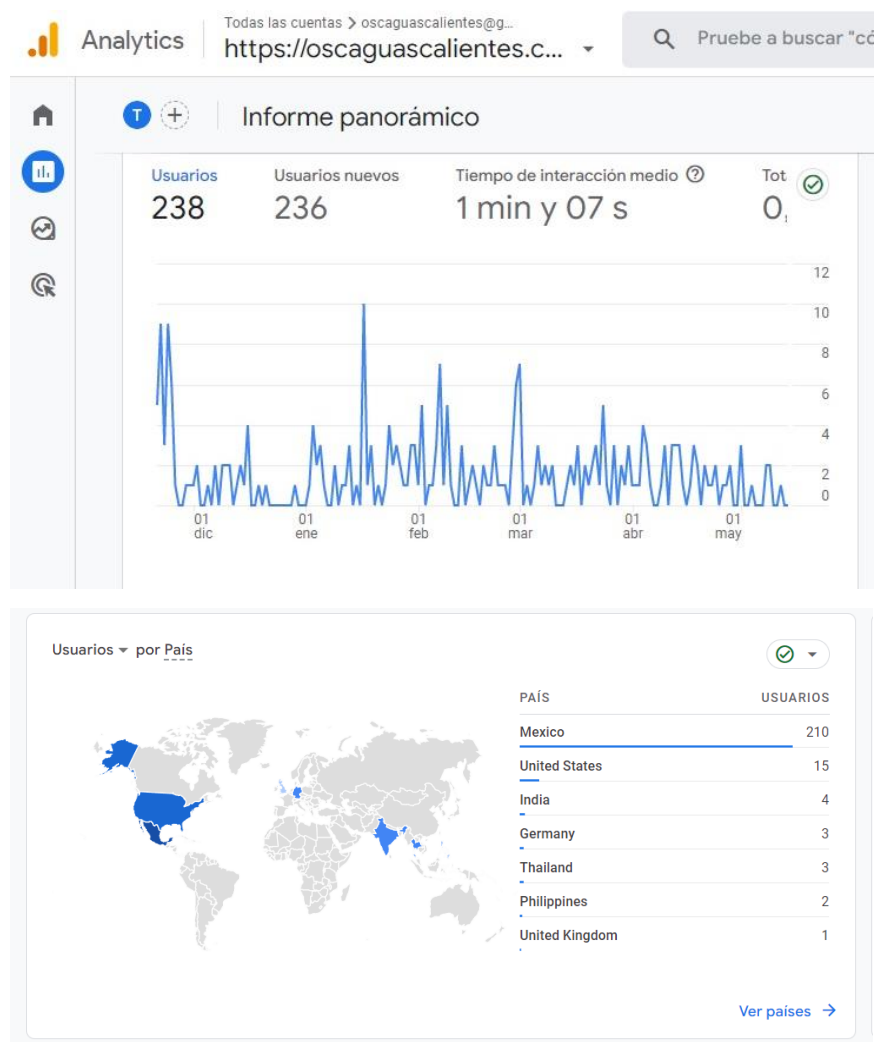 Todas las cuentas > oscaguascalientes@g...
Analytics
https://oscaguascalientes.c...
Pruebe a buscar "có
T
Informe panorámico
Usuarios
Usuarios nuevos
Tiempo de interacción medio
Tot
238
236
1 min y 07 s
0,
12
10
8
6
4
2
0
01 dic
01 ene
01 feb
01 mar
01 abr
01 may
Usuarios por País
PAÍS USUARIOS
Mexico 210
United States 15
India 4
Germany 3
Thailand 3
Philippines 2
United Kingdom 1
Ver países